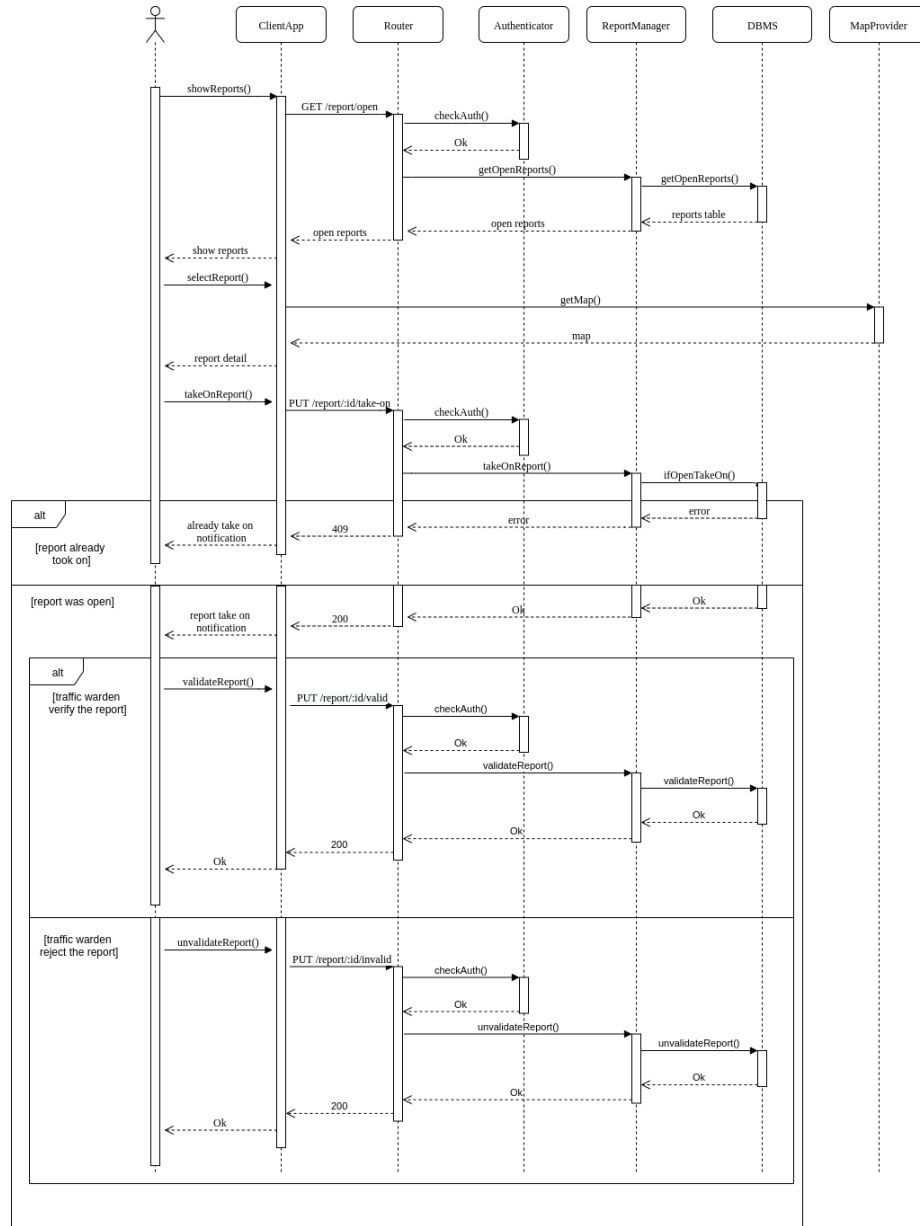 ClientApp
Router
Authenticator
ReportManager
DBMS
MapProvider
showReports()
GET /report/open
checkAuth()
Ok
getOpenReports()
getOpenReports()
reports table
open reports
open reports
show reports
selectReport()
getMap()
map
report detail
takeOnReport()
PUT /report/:id/take-on
checkAuth()
Ok
takeOnReport()
ifOpenTakeOn()
alt
error
error
409
already take on
notification
[report already
took on]
[report was open]
Ok
Ok
200
report take on
notification
alt
validateReport()
[traffic warden
verify the report]
PUT /report/:id/valid
checkAuth()
Ok
validateReport()
validateReport()
Ok
Ok
200
Ok
[traffic warden
reject the report]
unvalidateReport()
PUT /report/:id/invalid
checkAuth()
Ok
unvalidateReport()
unvalidateReport()
Ok
Ok
200
Ok